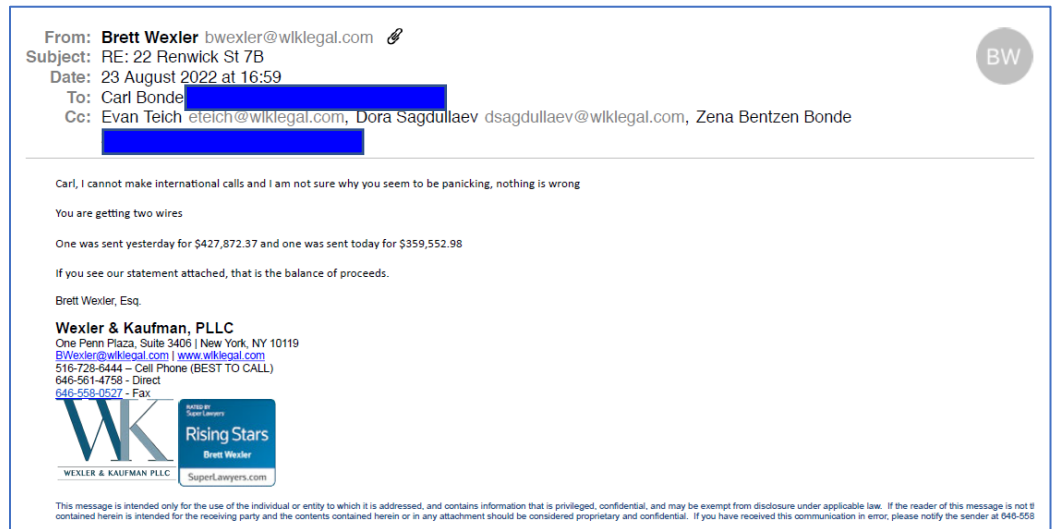 From: Brett Wexler bwexler@wlklegal.com
Subject: RE: 22 Renwick St 7B
Date: 23 August 2022 at 16:59
To: Carl Bonde
Cc: Evan Teich eteich@wlklegal.com, Dora Sagdullaev dsagdullaev@wlklegal.com, Zena Bentzen Bonde
BW
Carl, I cannot make international calls and I am not sure why you seem to be panicking, nothing is wrong
You are getting two wires
One was sent yesterday for $427,872.37 and one was sent today for $359,552.98
If you see our statement attached, that is the balance of proceeds.
Brett Wexler, Esq.
Wexler & Kaufman, PLLC
One Penn Plaza, Suite 3406 | New York, NY 10119
BWexler@wlklegal.com | www.wlklegal.com
516-728-6444 – Cell Phone (BEST TO CALL)
646-561-4758 - Direct
646-558-0527 - Fax
WK
WEXLER & KAUFMAN PLLC
RATED BY
Super Lawyers
Rising Stars
Brett Wexler
SuperLawyers.com
This message is intended only for the use of the individual or entity to which it is addressed, and contains information that is privileged, confidential, and may be exempt from disclosure under applicable law. If the reader of this message is not t
contained herein is intended for the receiving party and the contents contained herein or in any attachment should be considered proprietary and confidential. If you have received this communication in error, please notify the sender at 646-558